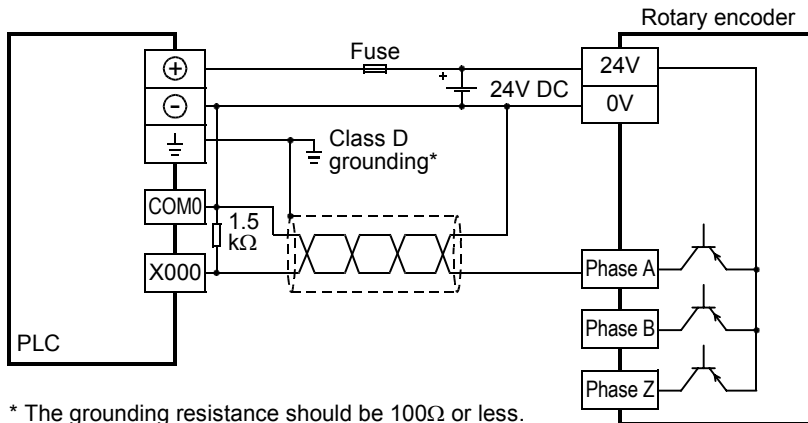 Rotary encoder
Fuse
24V
24V DC
0V
Class D
grounding*
COM0
1.5
kΩ
X000
Phase A
Phase B
PLC
Phase Z
* The grounding resistance should be 100Ω or less.